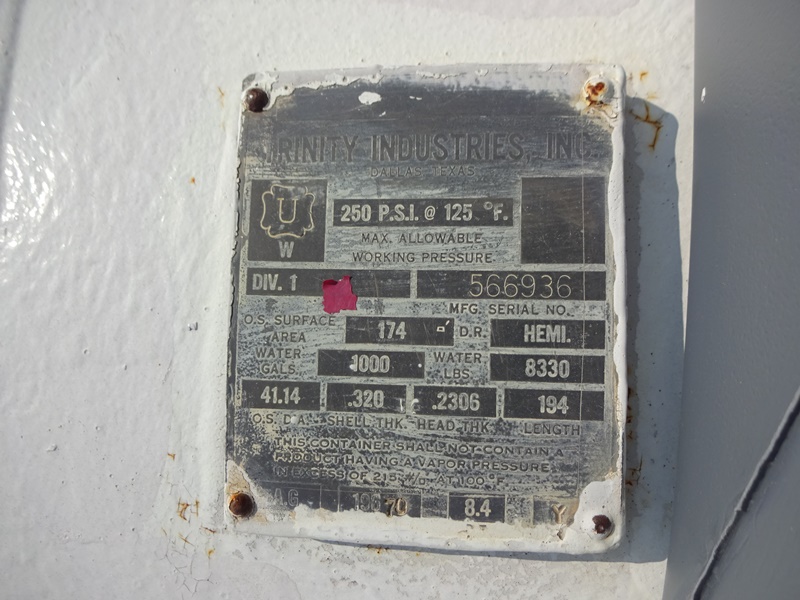 TRINITY INDUSTRIES, INC.
DALLAS, TEXAS
U
W
250 P.S.I. @ 125 °F.
MAX. ALLOWABLE
WORKING PRESSURE
DIV. 1
566936
MFG. SERIAL NO.
O.S. SURFACE AREA 174 D.R. HEMI.
WATER GALS. 1000 WATER LBS 8330
41.14 .320 .2306 194
O.S. DIA. SHELL THK. HEAD THK. LENGTH
THIS CONTAINER SHALL NOT CONTAIN A
PRODUCT HAVING A VAPOR PRESSURE
IN EXCESS OF 215 #/□" AT 100 °F
A G 1970 8.4 Y